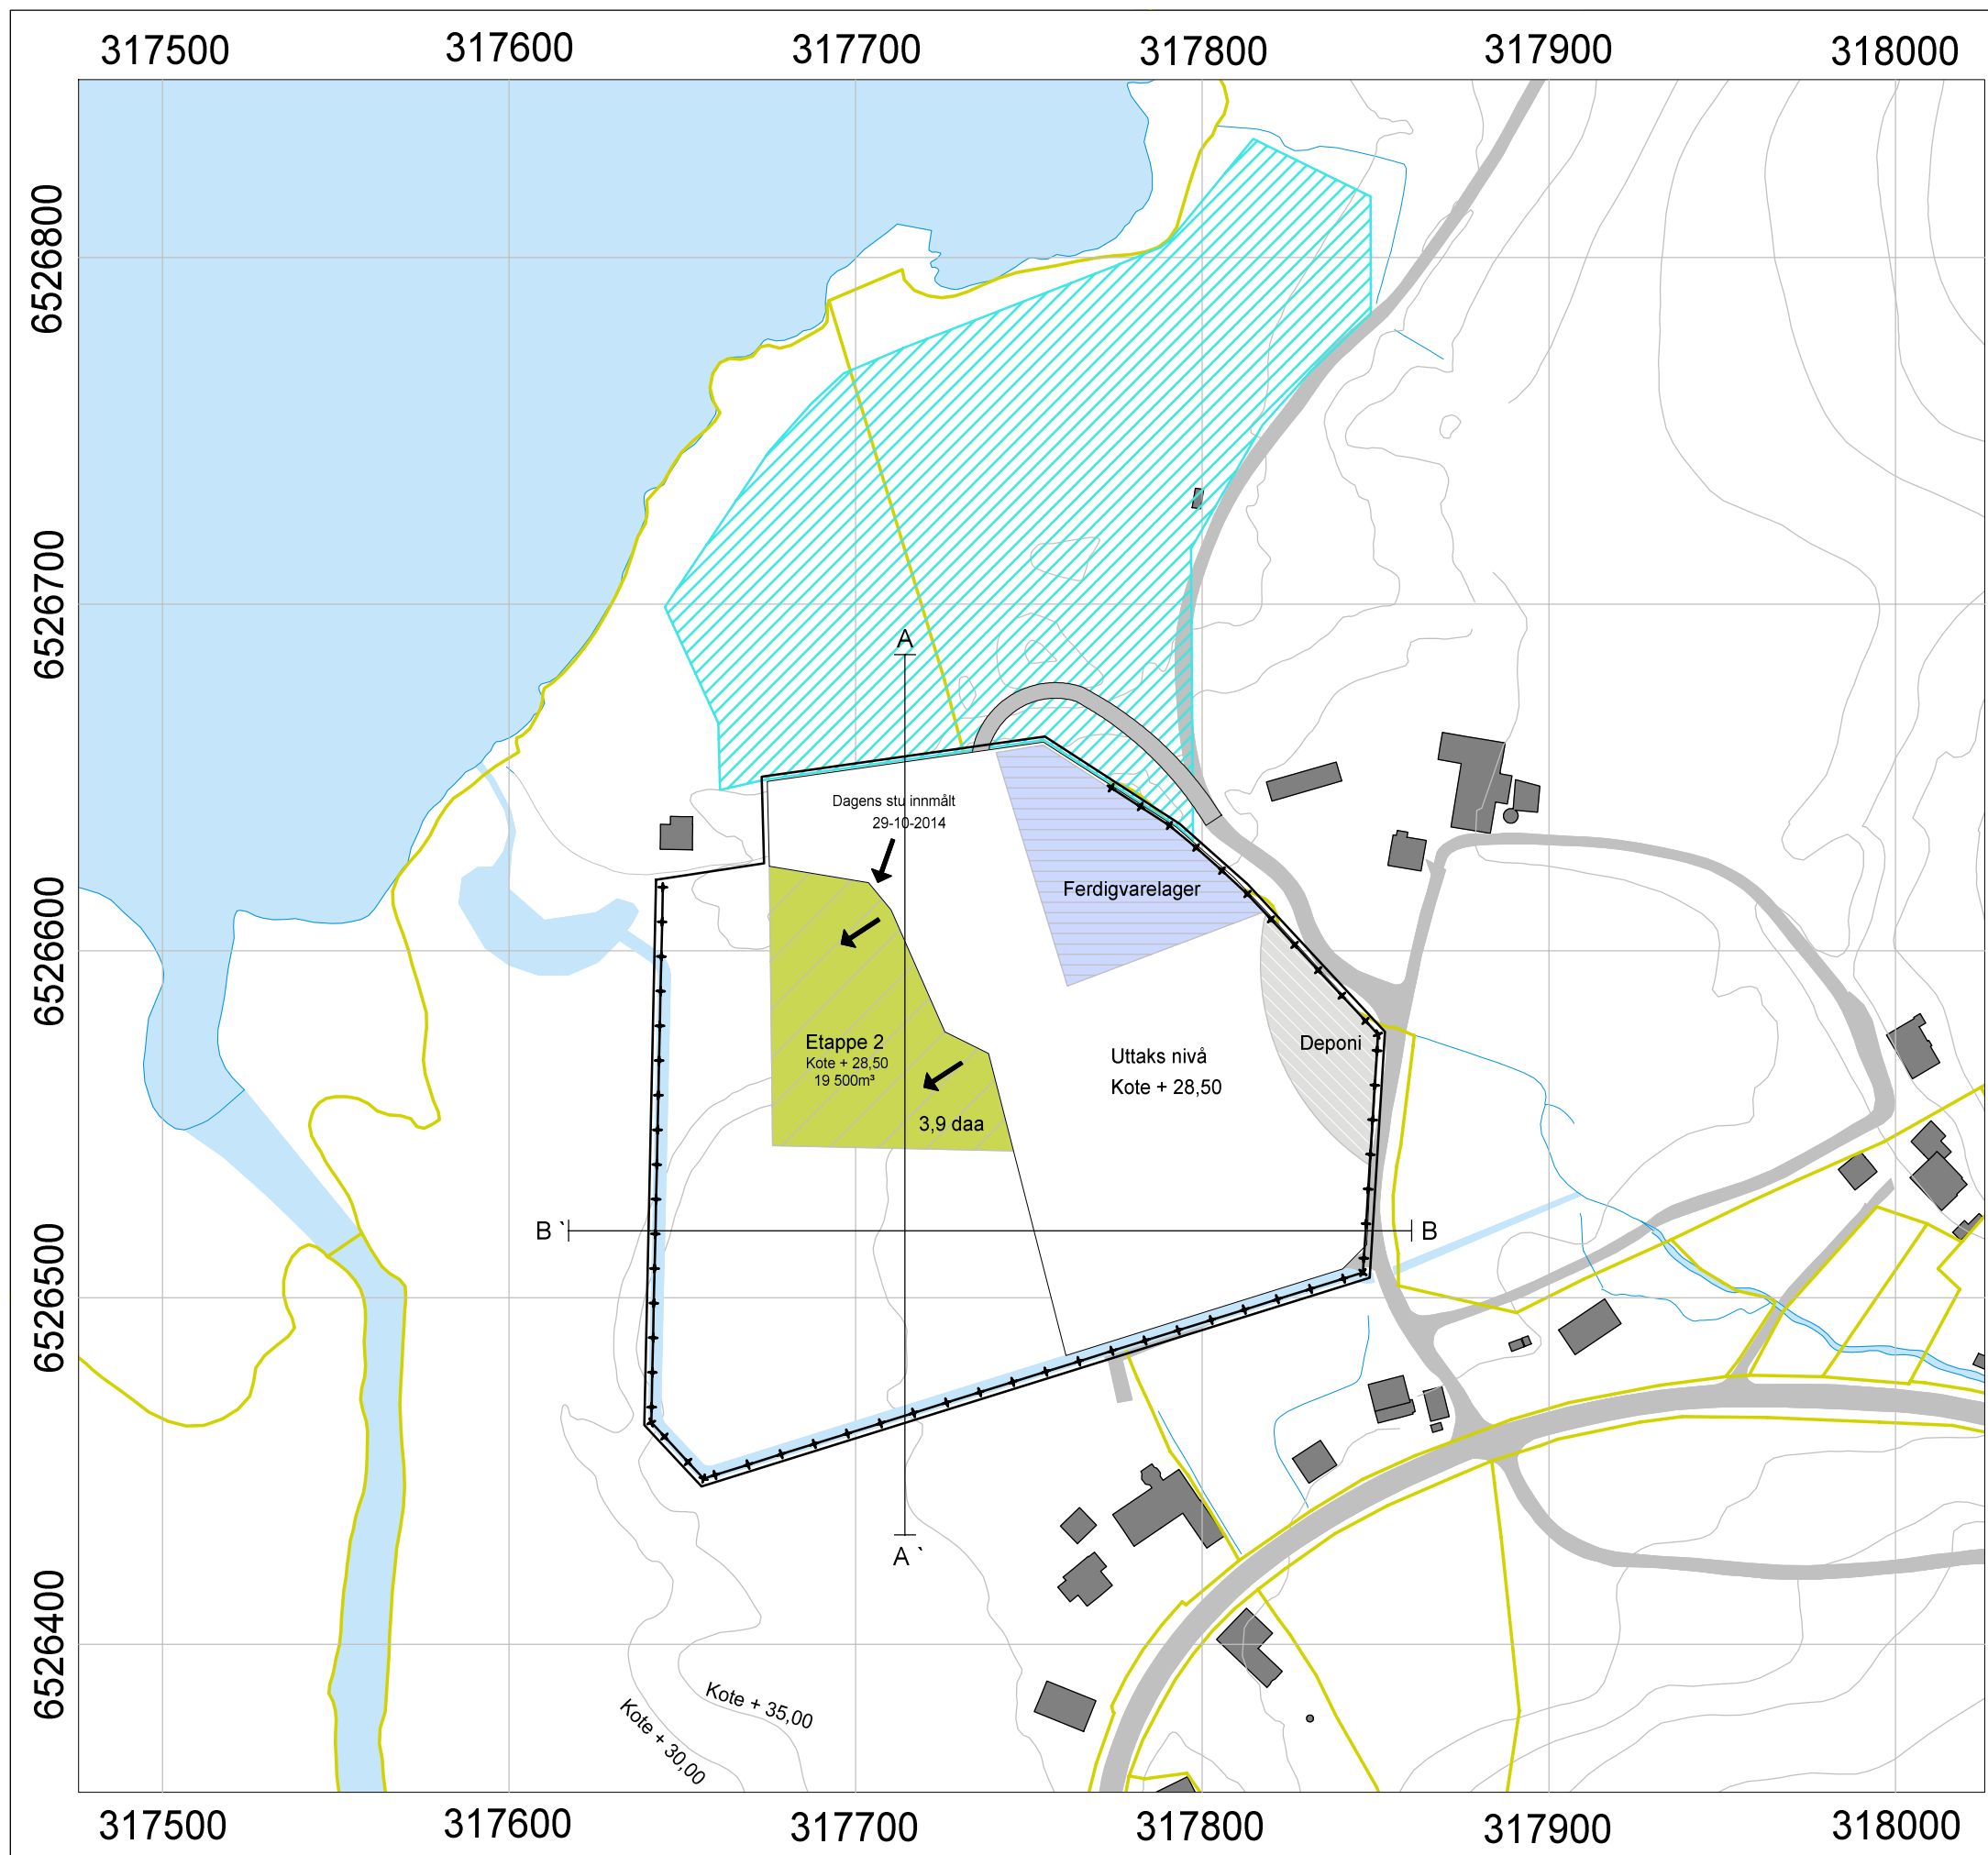 317500 317600 317700 317800 317900 318000
6526800
6526700
6526600
6526500
6526400
A
Dagens stu innmålt
29-10-2014
Ferdigvarelager
Etappe 2
Kote + 28,50
19 500m³
3,9 daa
Uttaks nivå
Kote + 28,50
Deponi
B `
B
A `
Kote + 35,00
Kote + 30,00
317500 317600 317700 317800 317900 318000